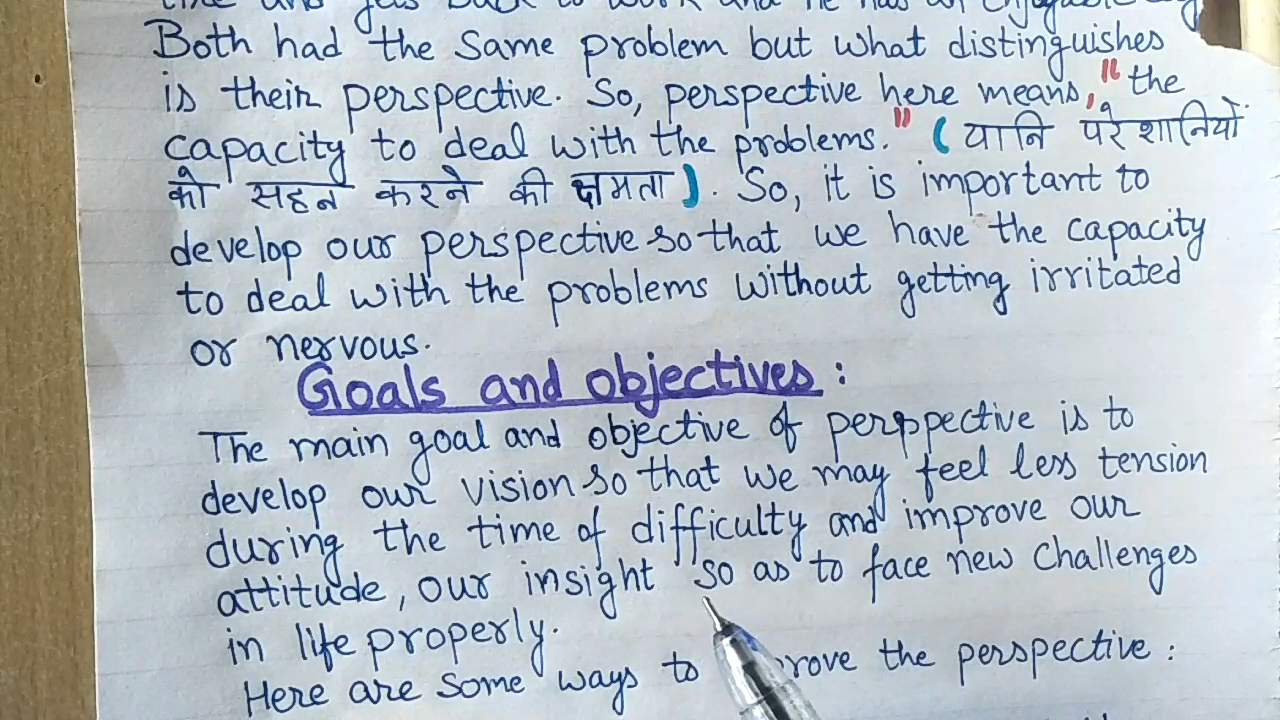 Both had the same problem but what distinguishes
is their perspective. So, perspective here means, "the
capacity to deal with the problems." (यानि परेशानियों
को सहन करने की क्षमता). So, it is important to
develop our perspective so that we have the capacity
to deal with the problems without getting irritated
or nervous.
Goals and objectives :
The main goal and objective of perppective is to
develop our vision so that we may feel less tension
during the time of difficulty and improve our
attitude, our insight so as to face new challenges
in life properly.
Here are some ways to the perspective :